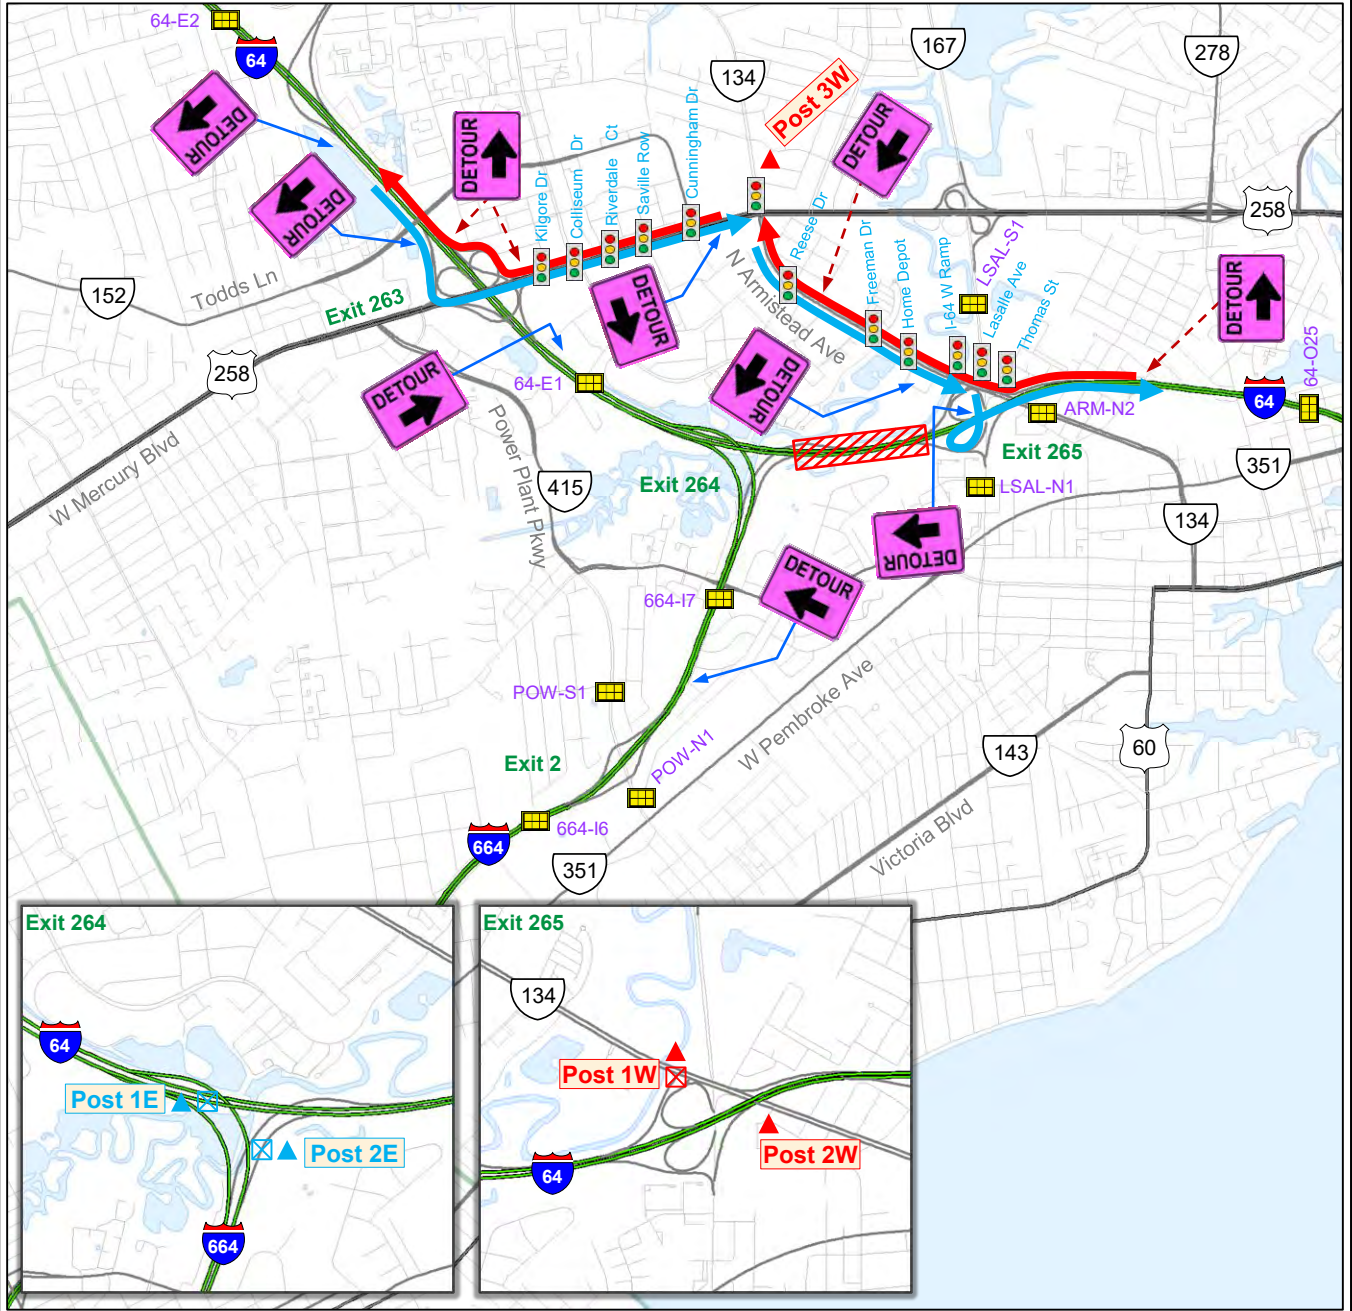 64-E2
64
134
167
278
Post 3W
DETOUR
DETOUR
DETOUR
DETOUR
Kilgore Dr
Colliseum Dr
Riverdale Ct
Saville Row
Cunningham Dr
Reese Dr
Freeman Dr
Home Depot
I-64 W Ramp
LSAL-S1
Lasalle Ave
Thomas St
258
152
Todds Ln
Exit 263
258
N Armistead Ave
DETOUR
DETOUR
DETOUR
DETOUR
64-E1
64-O25
64
ARM-N2
Exit 265
351
W Mercury Blvd
Power Plant Pkwy
415
Exit 264
LSAL-N1
134
DETOUR
DETOUR
664-I7
POW-S1
W Pembroke Ave
Exit 2
POW-N1
143
60
664-I6
664
351
Victoria Blvd
Exit 264
64
Post 1E
Post 2E
664
Exit 265
134
Post 1W
Post 2W
64